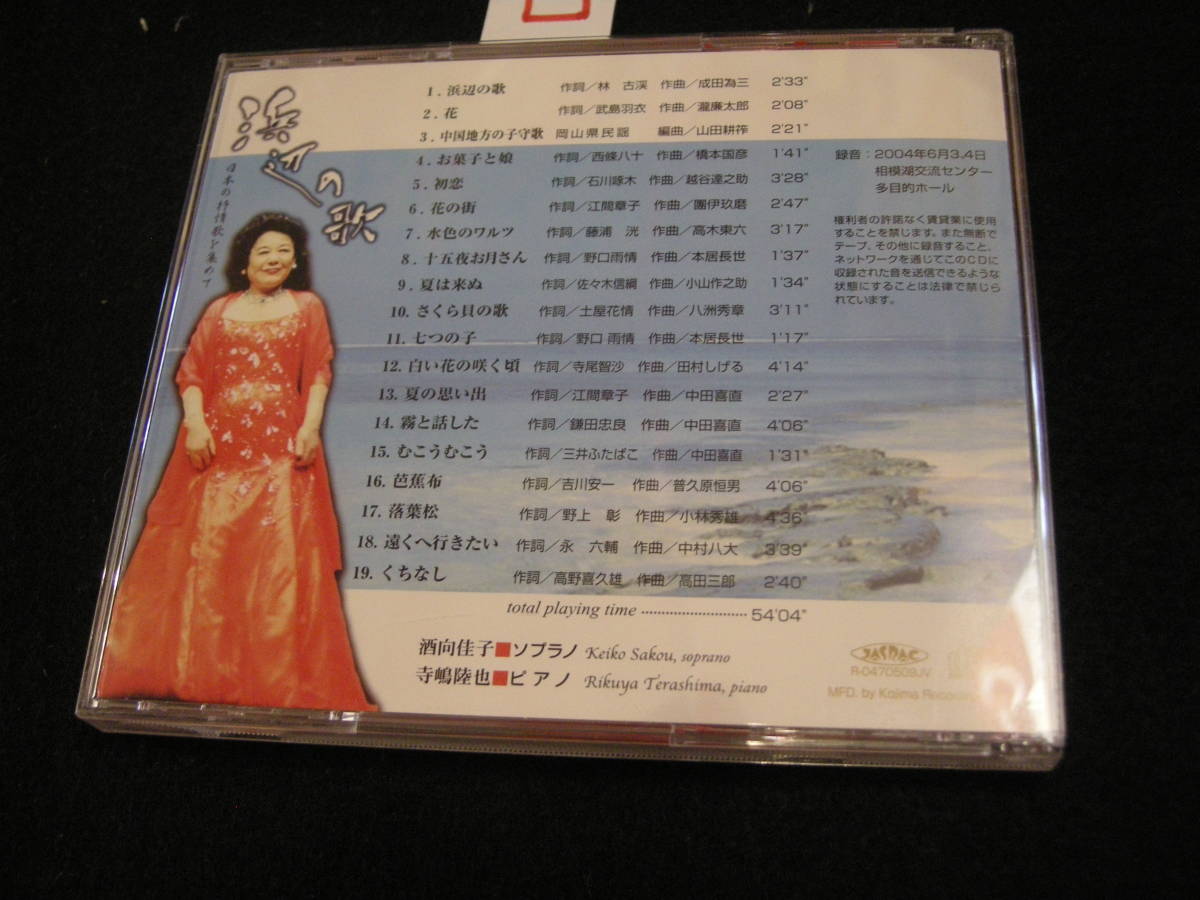 浜辺の歌
日本の抒情歌を集めて
1. 浜辺の歌 作詞／林 古渓 作曲／成田為三 2'33"
2. 花 作詞／武島羽衣 作曲／瀧廉太郎 2'08"
3. 中国地方の子守歌 岡山県民謡 編曲／山田耕筰 2'21"
4. お菓子と娘 作詞／西條八十 作曲／橋本国彦 1'41"
5. 初恋 作詞／石川啄木 作曲／越谷達之助 3'28"
6. 花の街 作詞／江間章子 作曲／團伊玖磨 2'47"
7. 水色のワルツ 作詞／藤浦 洸 作曲／高木東六 3'17"
8. 十五夜お月さん 作詞／野口雨情 作曲／本居長世 1'37"
9. 夏は来ぬ 作詞／佐々木信綱 作曲／小山作之助 1'34"
10. さくら貝の歌 作詞／土屋花情 作曲／八洲秀章 3'11"
11. 七つの子 作詞／野口 雨情 作曲／本居長世 1'17"
12. 白い花の咲く頃 作詞／寺尾智沙 作曲／田村しげる 4'14"
13. 夏の思い出 作詞／江間章子 作曲／中田喜直 2'27"
14. 霧と話した 作詞／鎌田忠良 作曲／中田喜直 4'06"
15. むこうむこう 作詞／三井ふたばこ 作曲／中田喜直 1'31"
16. 芭蕉布 作詞／吉川安一 作曲／普久原恒男 4'06"
17. 落葉松 作詞／野上 彰 作曲／小林秀雄 4'36"
18. 遠くへ行きたい 作詞／永 六輔 作曲／中村八大 3'39"
19. くちなし 作詞／高野喜久雄 作曲／高田三郎 2'40"
total playing time ........................... 54'04"
酒向佳子■ソプラノ Keiko Sakou, soprano
寺嶋陸也■ピアノ Rikuya Terashima, piano
録音：2004年6月3、4日
相模湖交流センター
多目的ホール
権利者の許諾なく賃貸業に使用
することを禁じます。また無断で
テープ、その他に録音すること、
ネットワークを通じてこのCDに
収録された音を送信できるような
状態にすることは法律で禁じら
れています。
JASRAC
R-0470509JV
MFD. by Kojima